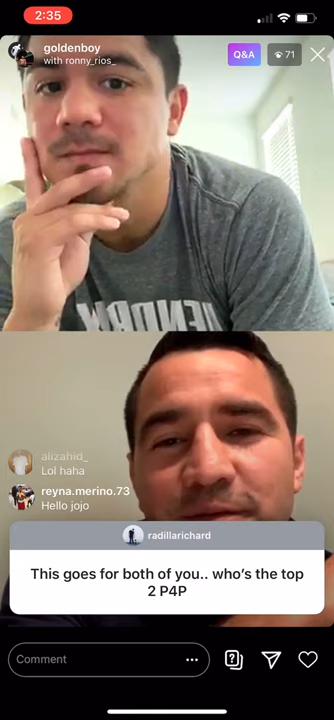 2:35
goldenboy
with ronny_rios_
Q&A
71
alizahid_
Lol haha
reyna.merino.73
Hello jojo
radillarichard
This goes for both of you.. who's the top
2 P4P
Comment